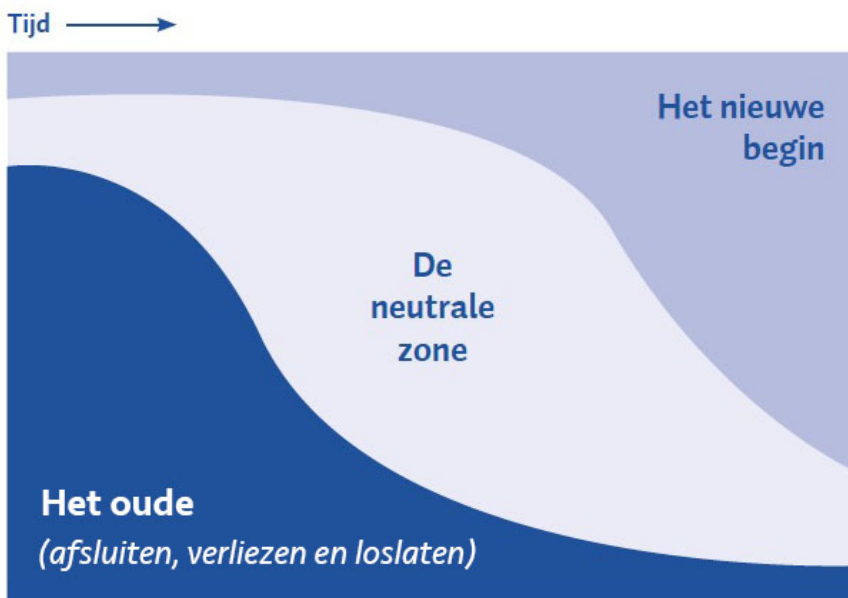 Tijd
Het nieuwe
begin
De
neutrale
zone
Het oude
(afsluiten, verliezen en loslaten)